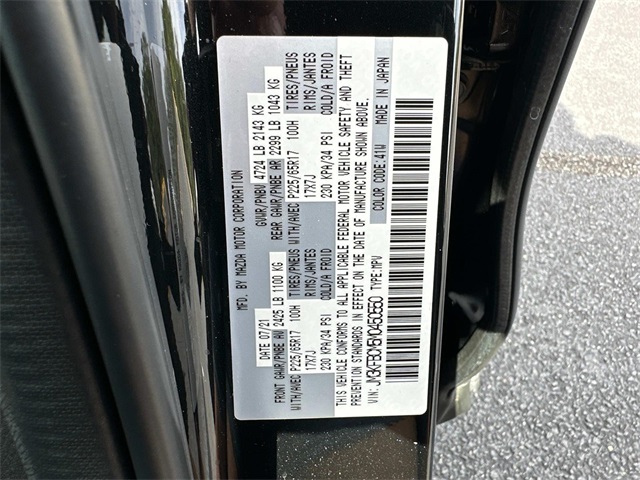 MFD. BY MAZDA MOTOR CORPORATION
DATE 07/21 GVWR/PNBV 4724 LB 2143 KG
FRONT GAWR/PNBE AV 2425 LB 1100 KG REAR GAWR/PNBE AR 2299 LB 1043 KG
WITH/AVEC P225/65R17 100H TIRES/PNEUS WITH/AVEC P225/65R17 100H TIRES/PNEUS
17X7J RIMS/JANTES 17X7J RIMS/JANTES
230 KPA/34 PSI COLD/A FROID 230 KPA/34 PSI COLD/A FROID
THIS VEHICLE CONFORMS TO ALL APPLICABLE FEDERAL MOTOR VEHICLE SAFETY AND THEFT
PREVENTION STANDARDS IN EFFECT ON THE DATE OF MANUFACTURE SHOWN ABOVE.
VIN: JM3KFBCM5M0450550 TYPE: MPV COLOR CODE: 41W MADE IN JAPAN